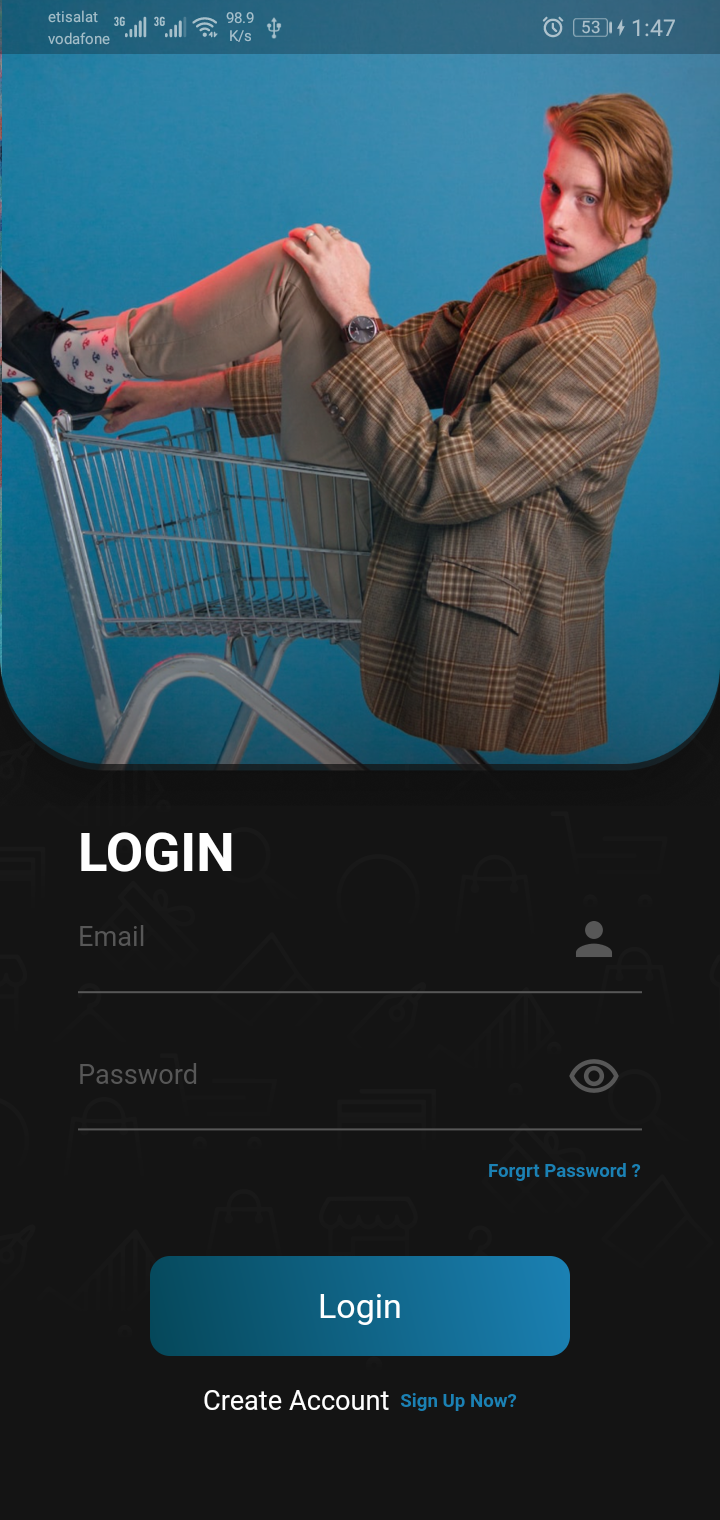 etisalat
vodafone
3G
3G
98.9
K/s
53
1:47
LOGIN
Email
Password
Forgrt Password ?
Login
Create Account Sign Up Now?